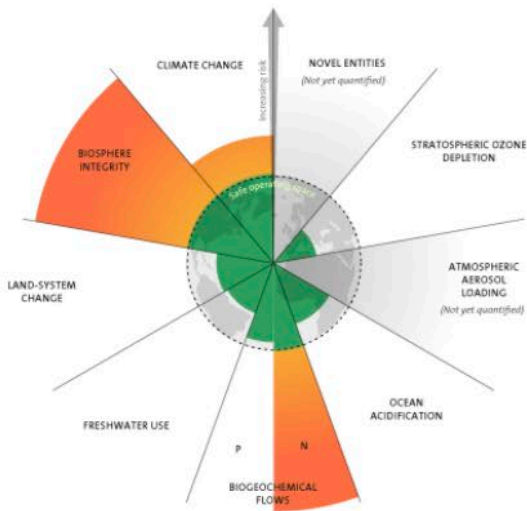 CLIMATE CHANGE
Increasing risk
NOVEL ENTITIES
(Not yet quantified)
STRATOSPHERIC OZONE
DEPLETION
BIOSPHERE
INTEGRITY
Safe operating space
LAND-SYSTEM
CHANGE
ATMOSPHERIC
AEROSOL
LOADING
(Not yet quantified)
FRESHWATER USE
OCEAN
ACIDIFICATION
P
N
BIOGEOCHEMICAL
FLOWS